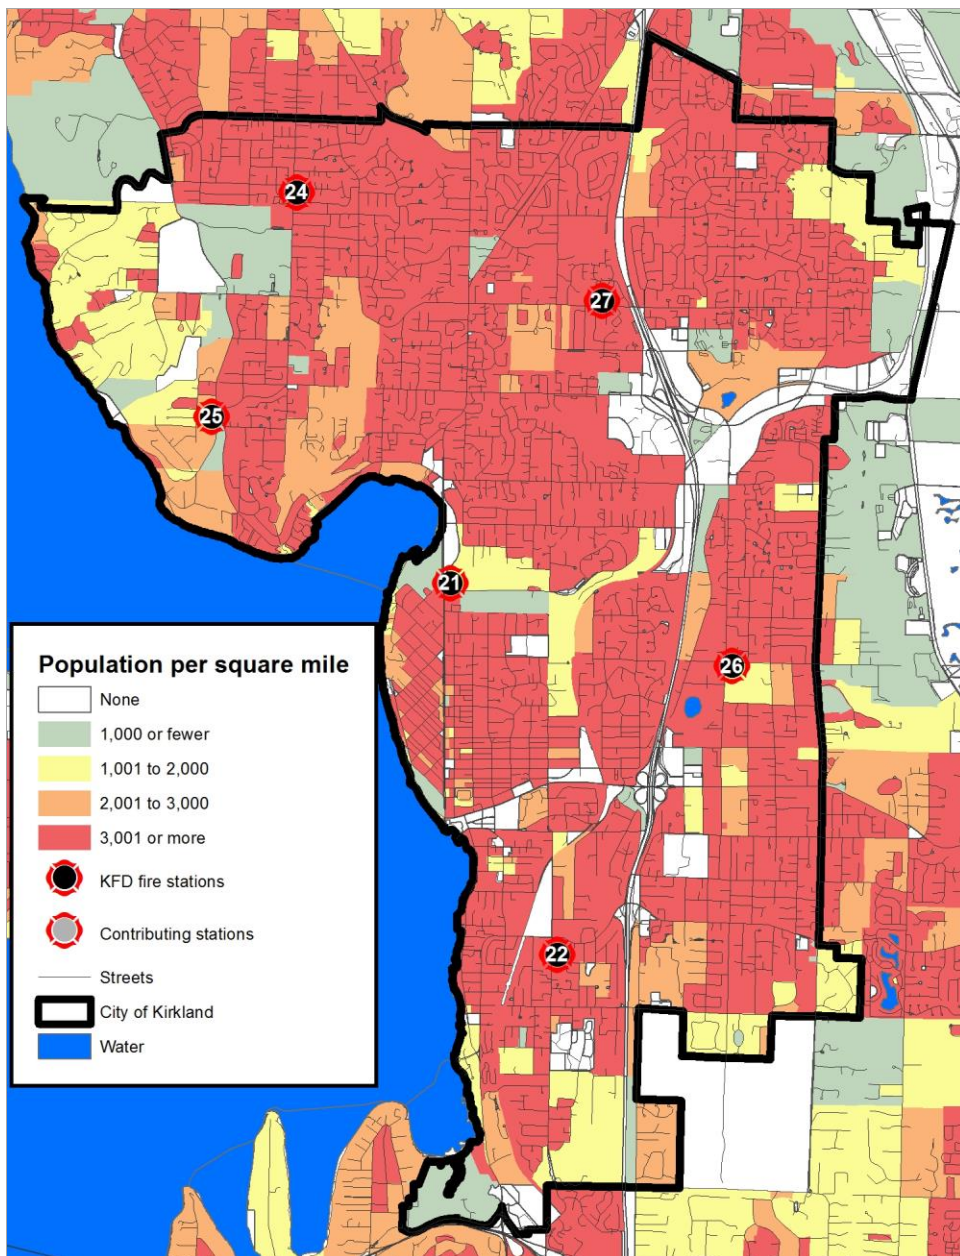 24
27
25
21
26
22
Population per square mile
None
1,000 or fewer
1,001 to 2,000
2,001 to 3,000
3,001 or more
KFD fire stations
Contributing stations
Streets
City of Kirkland
Water